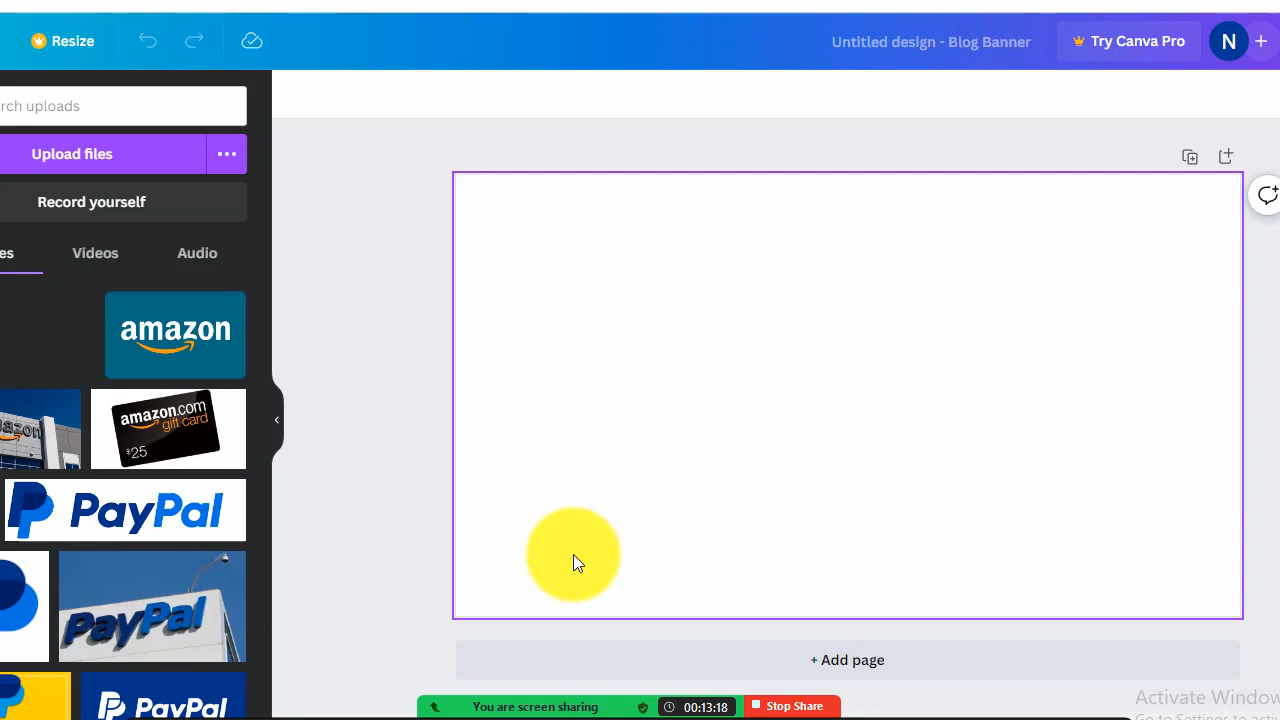 Resize
Untitled design - Blog Banner
Try Canva Pro
N
rch uploads
Upload files
Record yourself
es
Videos
Audio
amazon
amazon.com
gift card
$25
PayPal
PayPal
PayPal
+ Add page
You are screen sharing
00:13:18
Stop Share
Activate Window